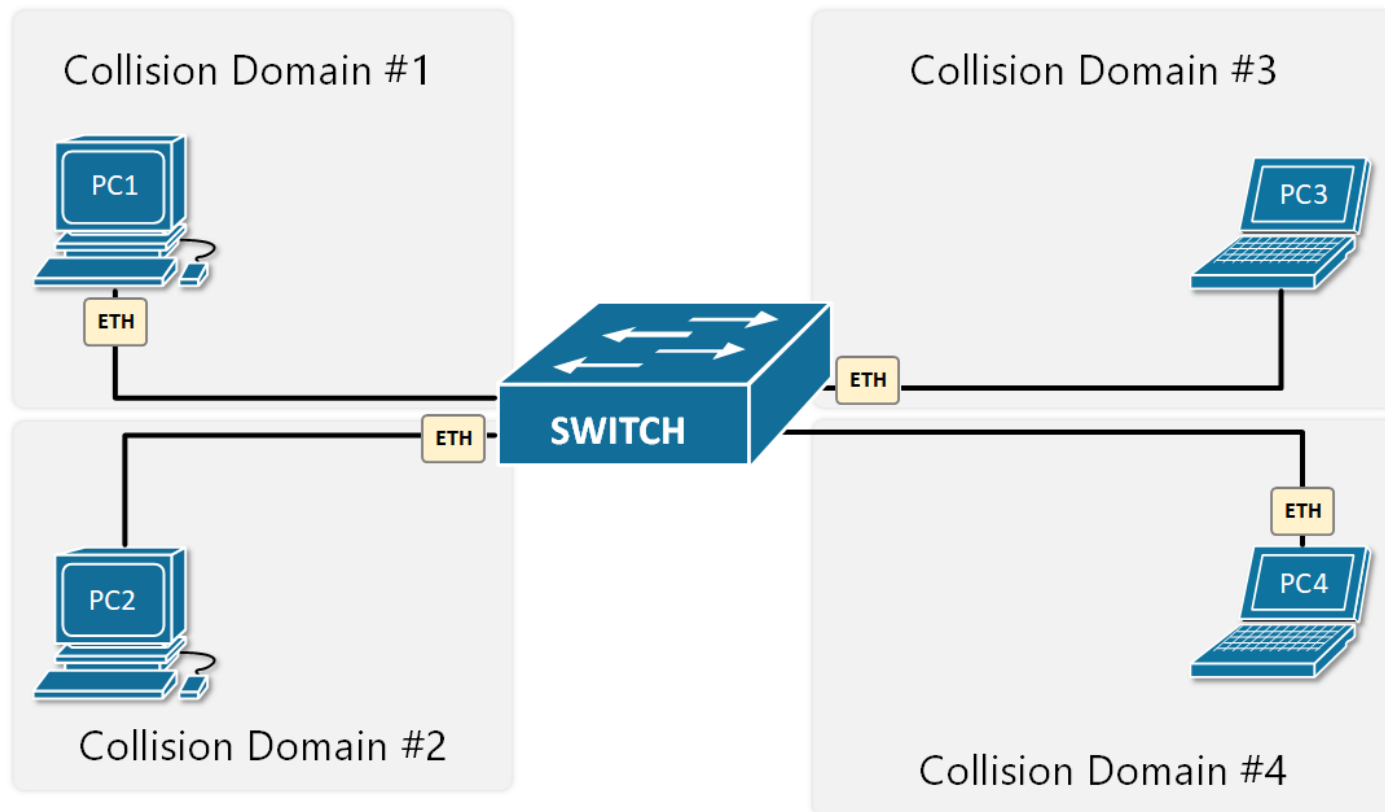 Collision Domain #1
PC1
ETH
Collision Domain #3
PC3
ETH
SWITCH
ETH
PC2
Collision Domain #2
ETH
PC4
Collision Domain #4